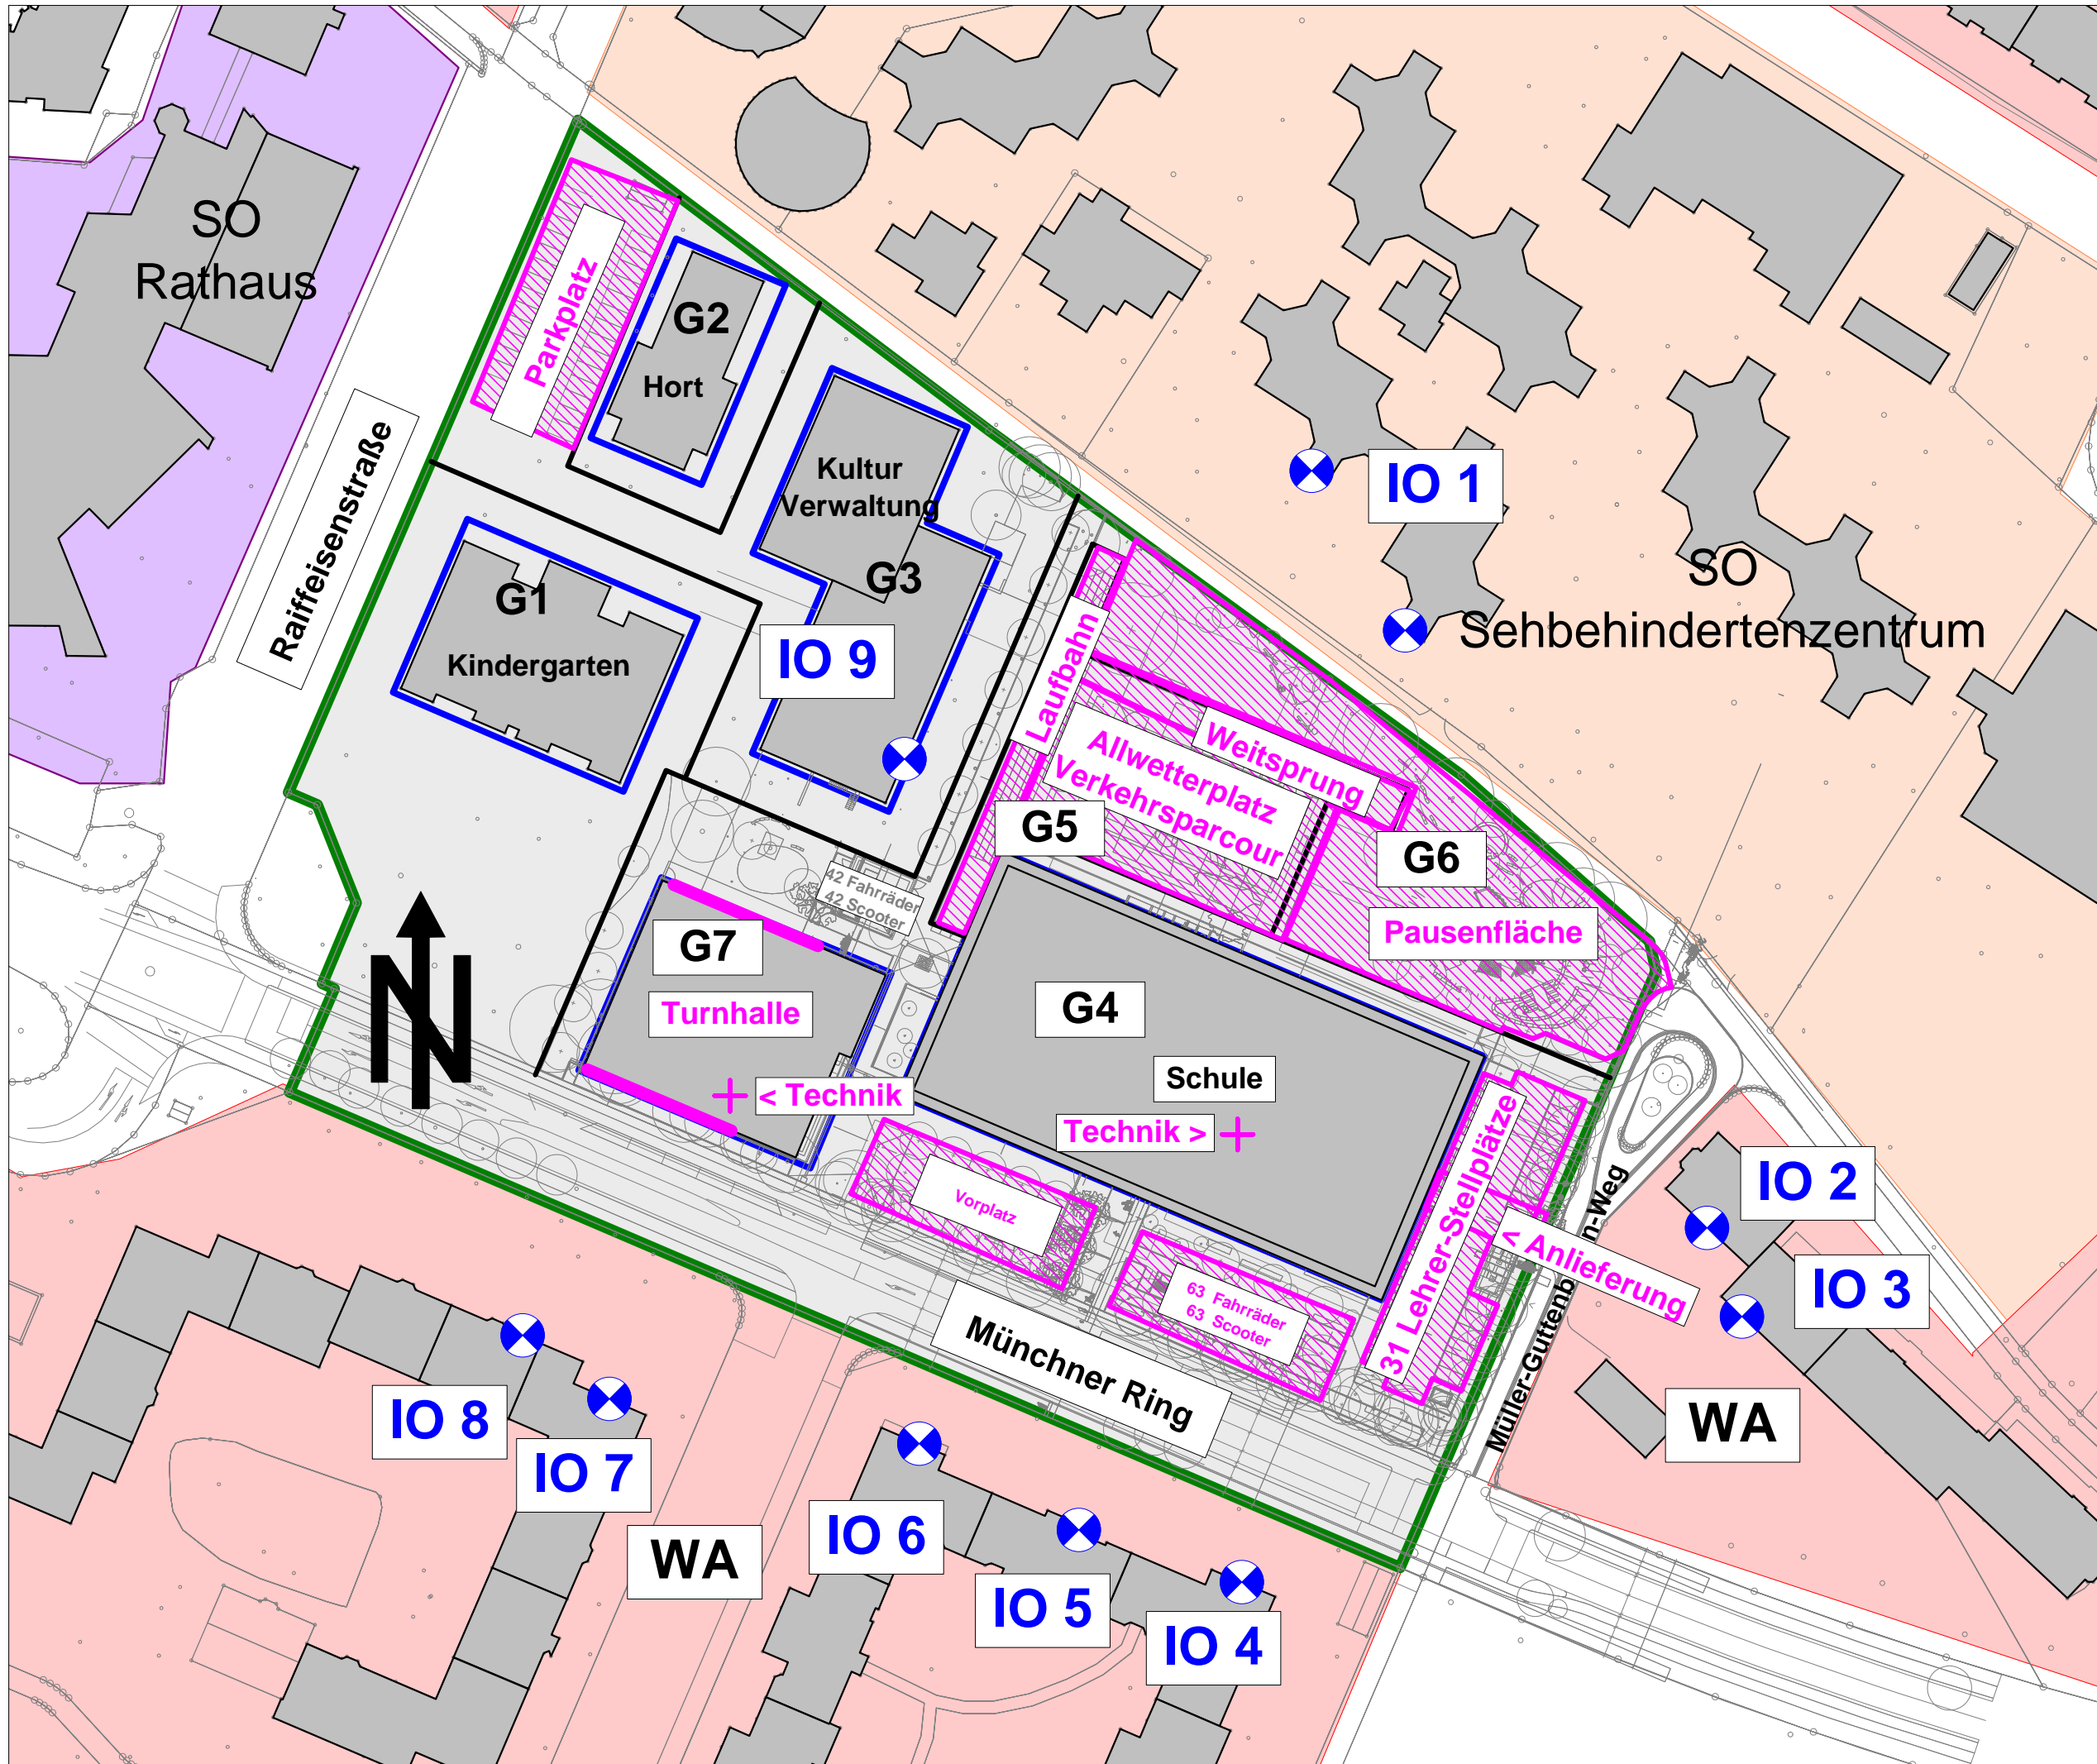 SO
Rathaus
Raiffeisenstraße
Parkplatz
G2
Hort
Kultur
Verwaltung
G3
G1
Kindergarten
IO 9
IO 1
SO
Sehbehindertenzentrum
Laufbahn
Weitsprung
Allwetterplatz
Verkehrsparcour
G5
G6
Pausenfläche
42 Fahrräder
42 Scooter
G7
Turnhalle
< Technik
N
G4
Schule
Technik >
31 Lehrer-Stellplätze
< Anlieferung
Vorplatz
63 Fahrräder
63 Scooter
Münchner Ring
IO 2
IO 3
WA
IO 8
IO 7
WA
IO 6
IO 5
IO 4